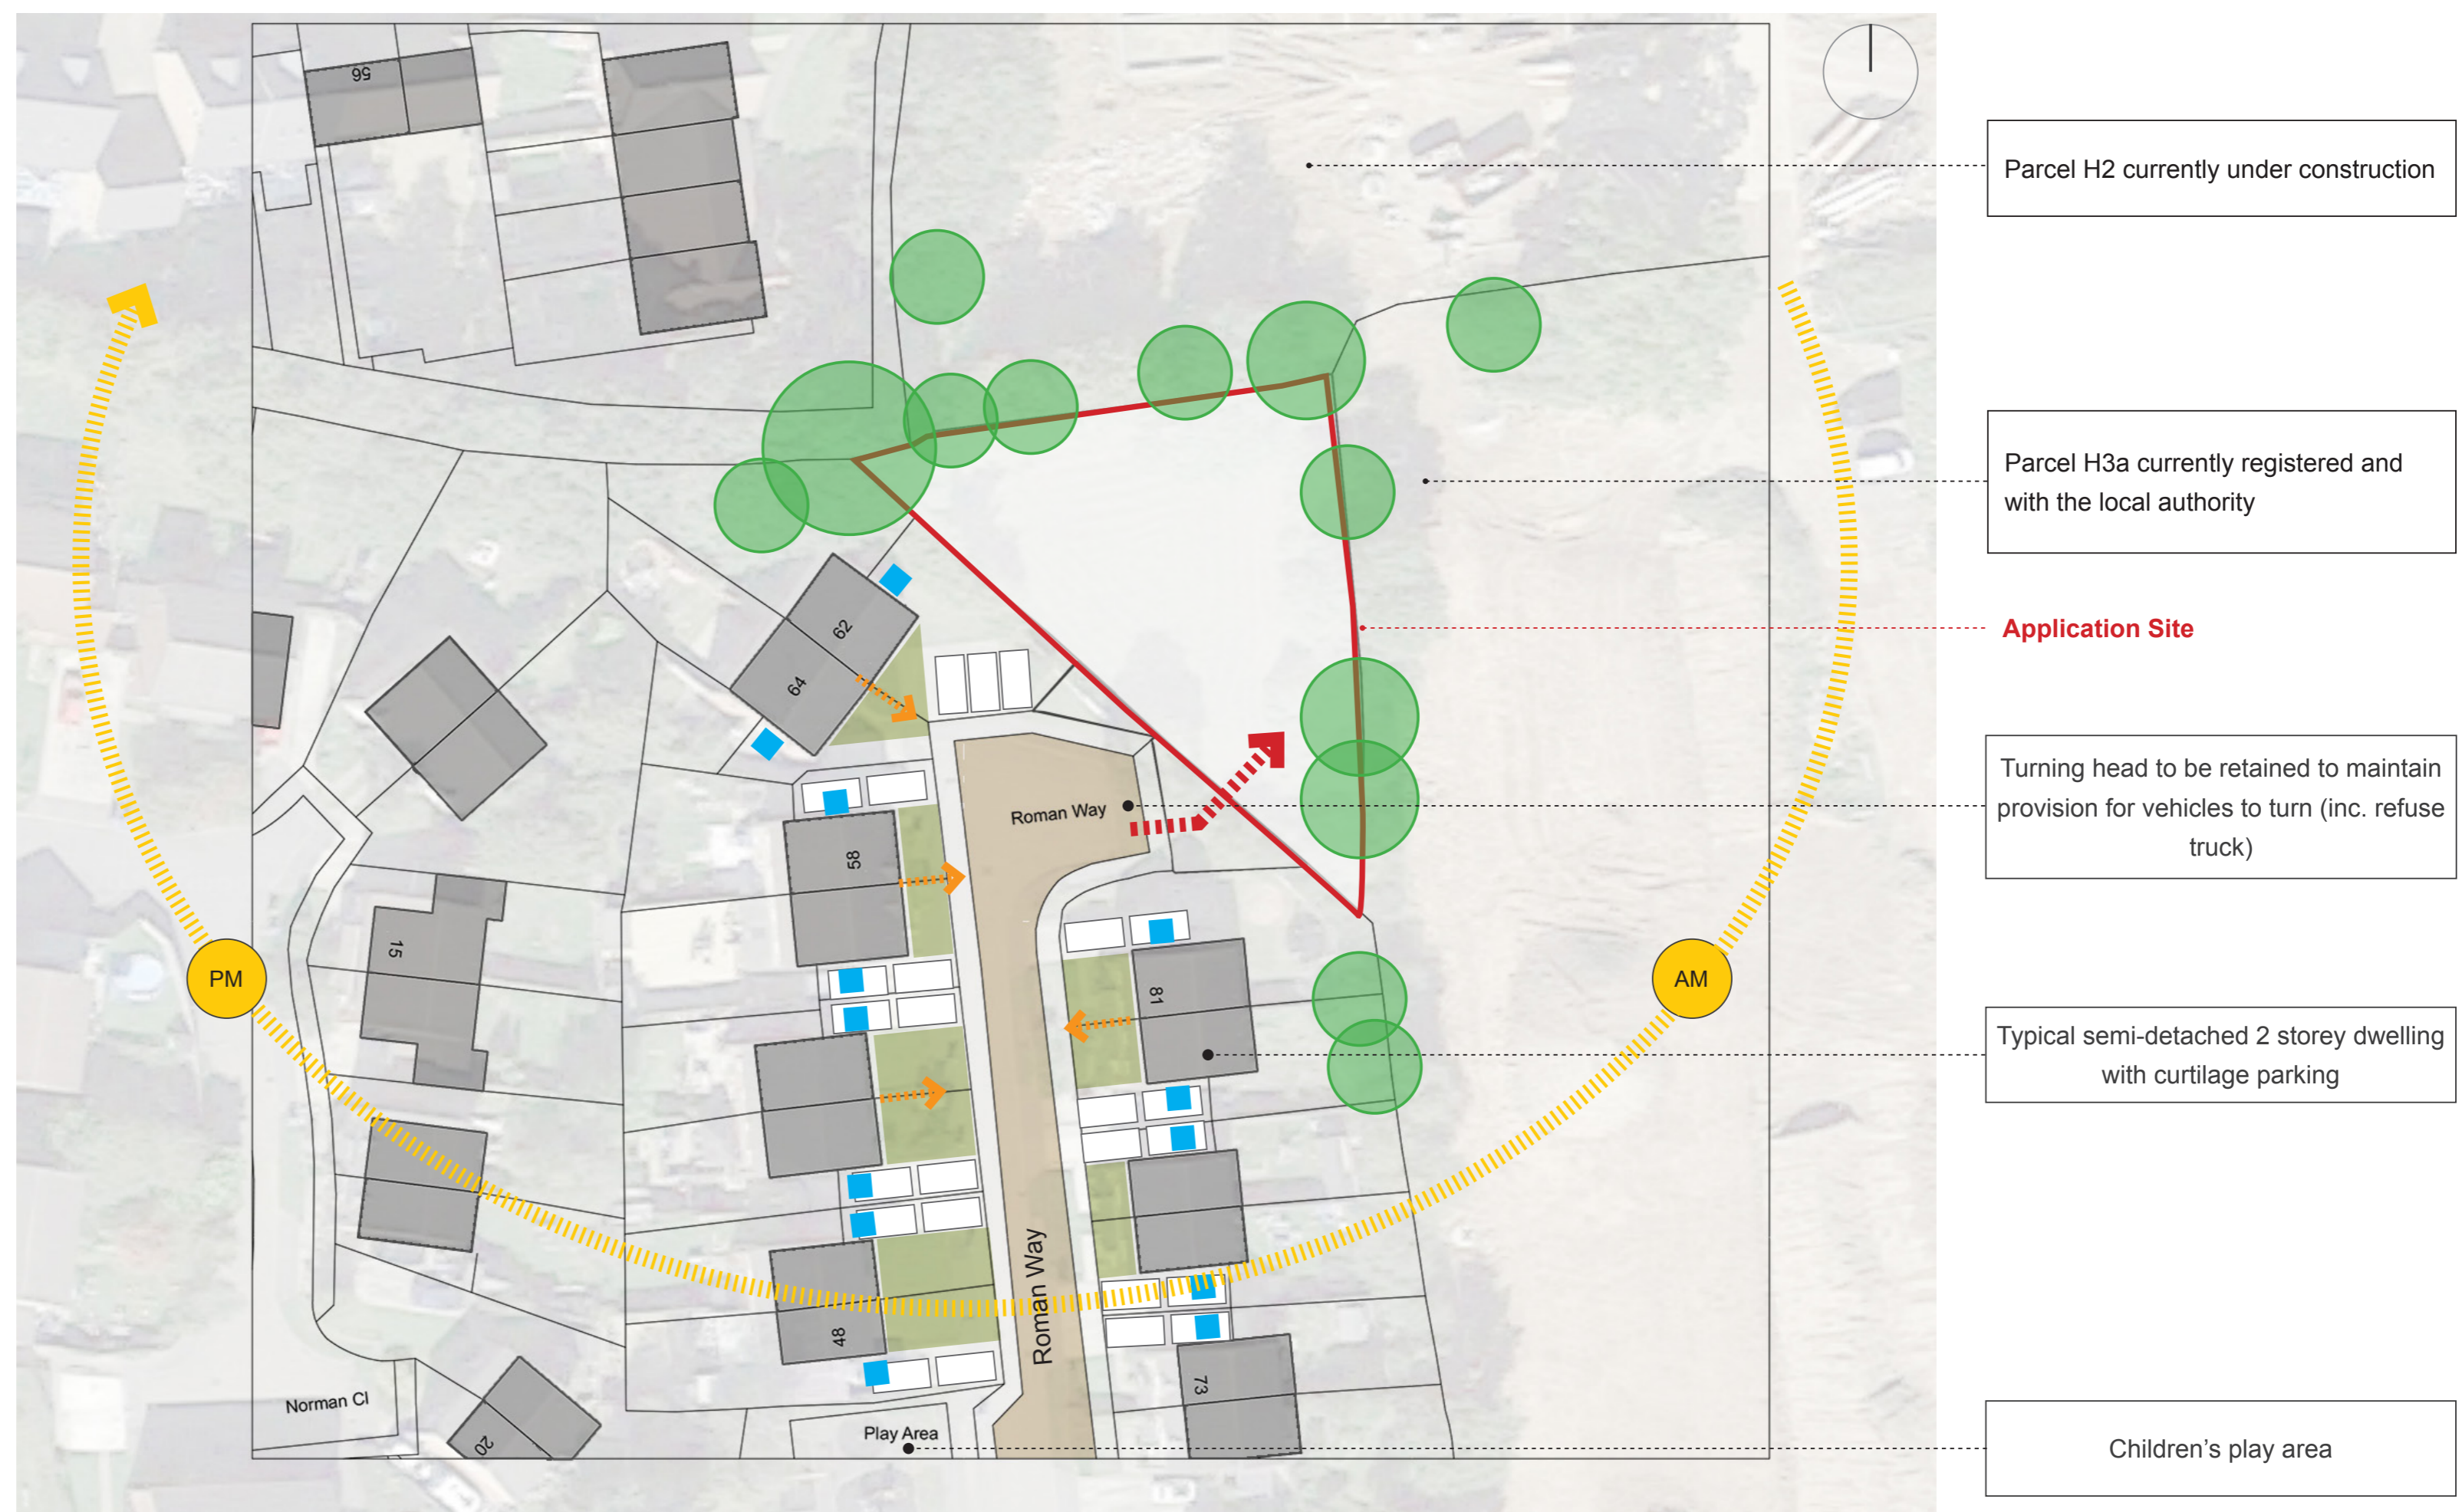 56
Parcel H2 currently under construction
Parcel H3a currently registered and
with the local authority
Application Site
62
64
Turning head to be retained to maintain
provision for vehicles to turn (inc. refuse
truck)
Roman Way
58
15
PM
AM
81
Typical semi-detached 2 storey dwelling
with curtilage parking
Roman Way
48
73
Norman Cl
20
Play Area
Children’s play area